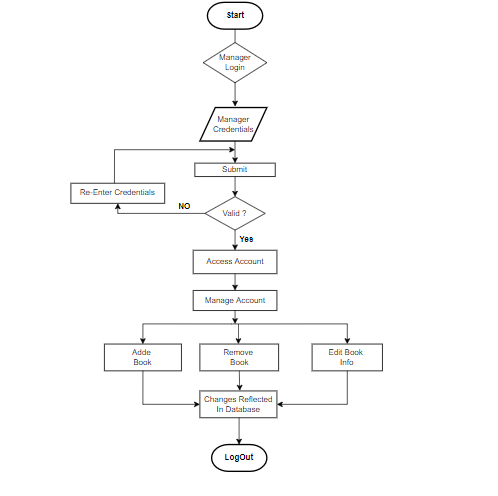 Start
Manager
Login
Manager
Credentials
Submit
Re-Enter Credentials
NO
Valid ?
Yes
Access Account
Manage Account
Adde
Book
Remove
Book
Edit Book
Info
Changes Reflected
In Database
LogOut